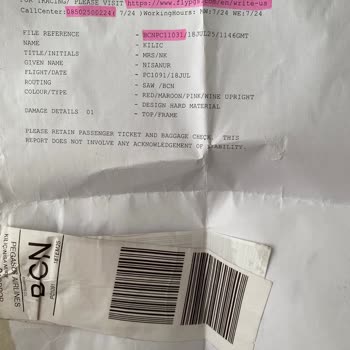 FOR TRACING/ PLEASE VISIT https://www.flypgs.com/en/write-us
CallCenter: 7/24 )WorkingHours: NW:7/24 WE:7/24
FILE REFERENCE - BCNPC11031/18JUL25/1146GMT
NAME - KILIC
TITLE/INITIALS - MRS/NK
GIVEN NAME - NISANUR
FLIGHT/DATE - PC1091/18JUL
ROUTING - SAW /BCN
COLOUR/TYPE - RED/MAROON/PINK/WINE UPRIGHT
- DESIGN HARD MATERIAL
DAMAGE DETAILS 01 - TOP/FRAME
PLEASE RETAIN PASSENGER TICKET AND BAGGAGE CHECK. THIS
REPORT DOES NOT INVOLVE ANY ACKNOWLEDGEMENT OF LIABILITY.
PEGASUS AIRLINES